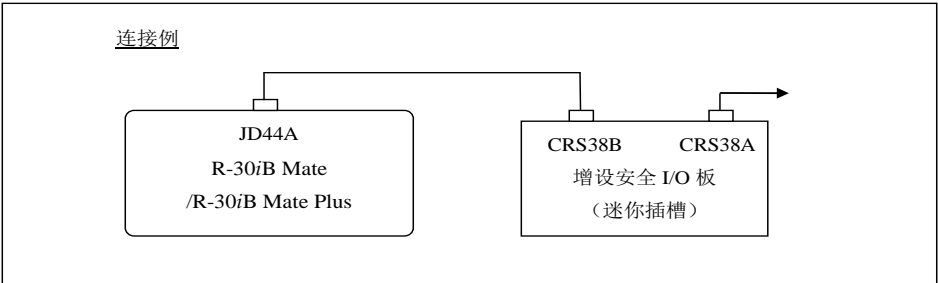 连接例
JD44A
R-30iB Mate
/R-30iB Mate Plus
CRS38B CRS38A
增设安全 I/O 板
（迷你插槽）